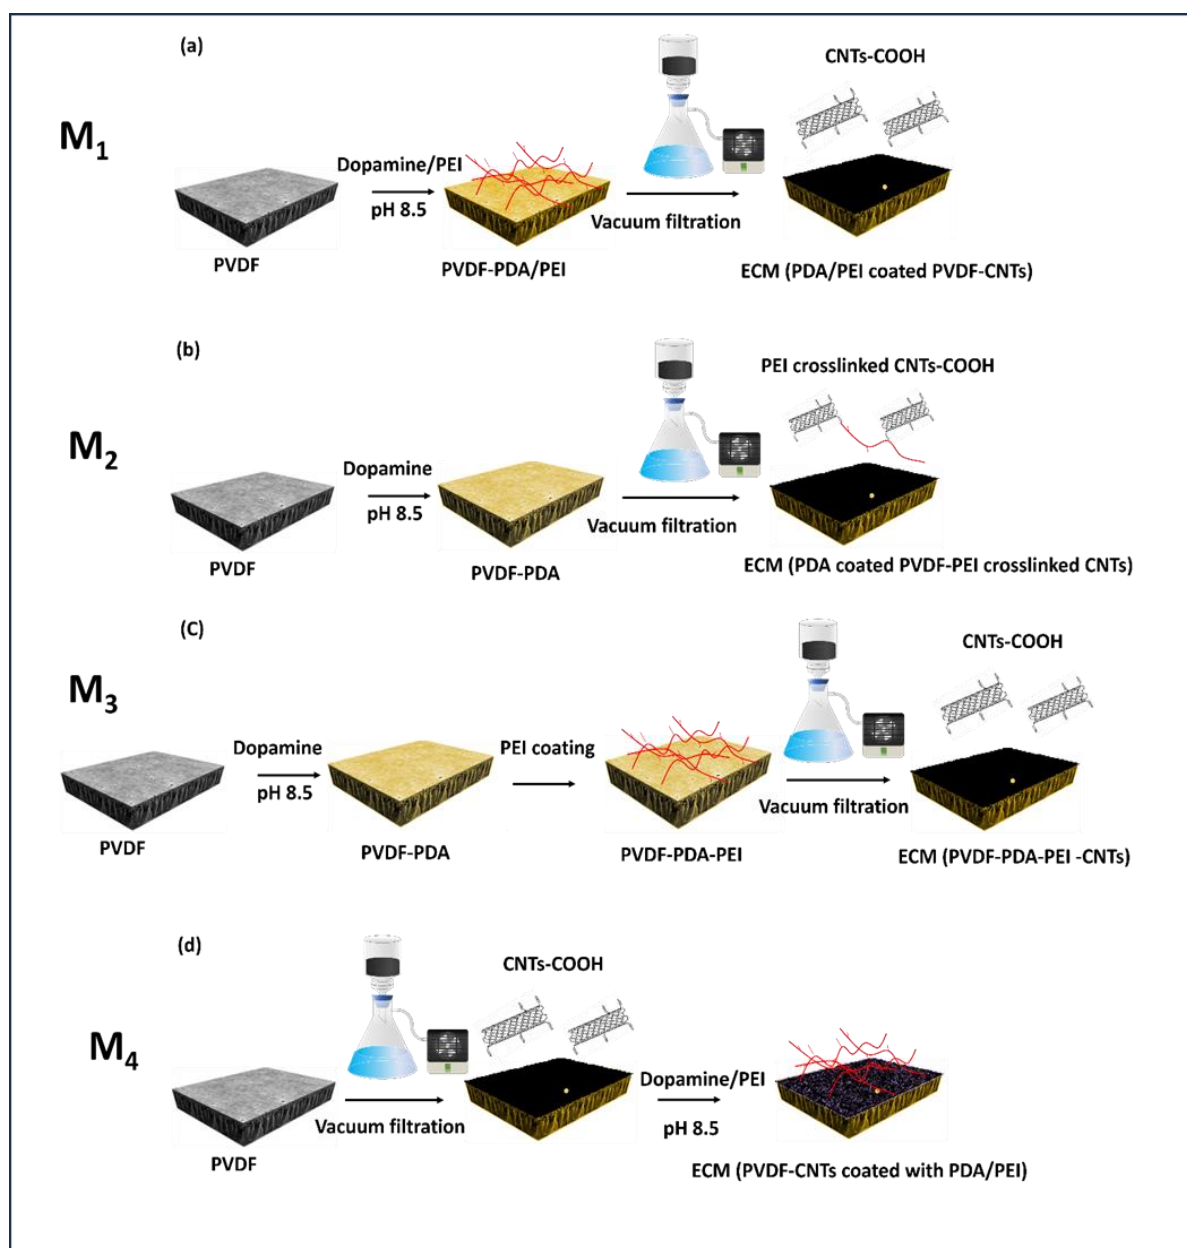 (a)
CNTs-COOH
M1
Dopamine/PEI
pH 8.5
Vacuum filtration
PVDF
PVDF-PDA/PEI
ECM (PDA/PEI coated PVDF-CNTs)
(b)
PEI crosslinked CNTs-COOH
M2
Dopamine
pH 8.5
Vacuum filtration
PVDF
PVDF-PDA
ECM (PDA coated PVDF-PEI crosslinked CNTs)
(C)
CNTs-COOH
M3
Dopamine
pH 8.5
PEI coating
Vacuum filtration
PVDF
PVDF-PDA
PVDF-PDA-PEI
ECM (PVDF-PDA-PEI -CNTs)
(d)
CNTs-COOH
M4
Vacuum filtration
Dopamine/PEI
pH 8.5
PVDF
ECM (PVDF-CNTs coated with PDA/PEI)